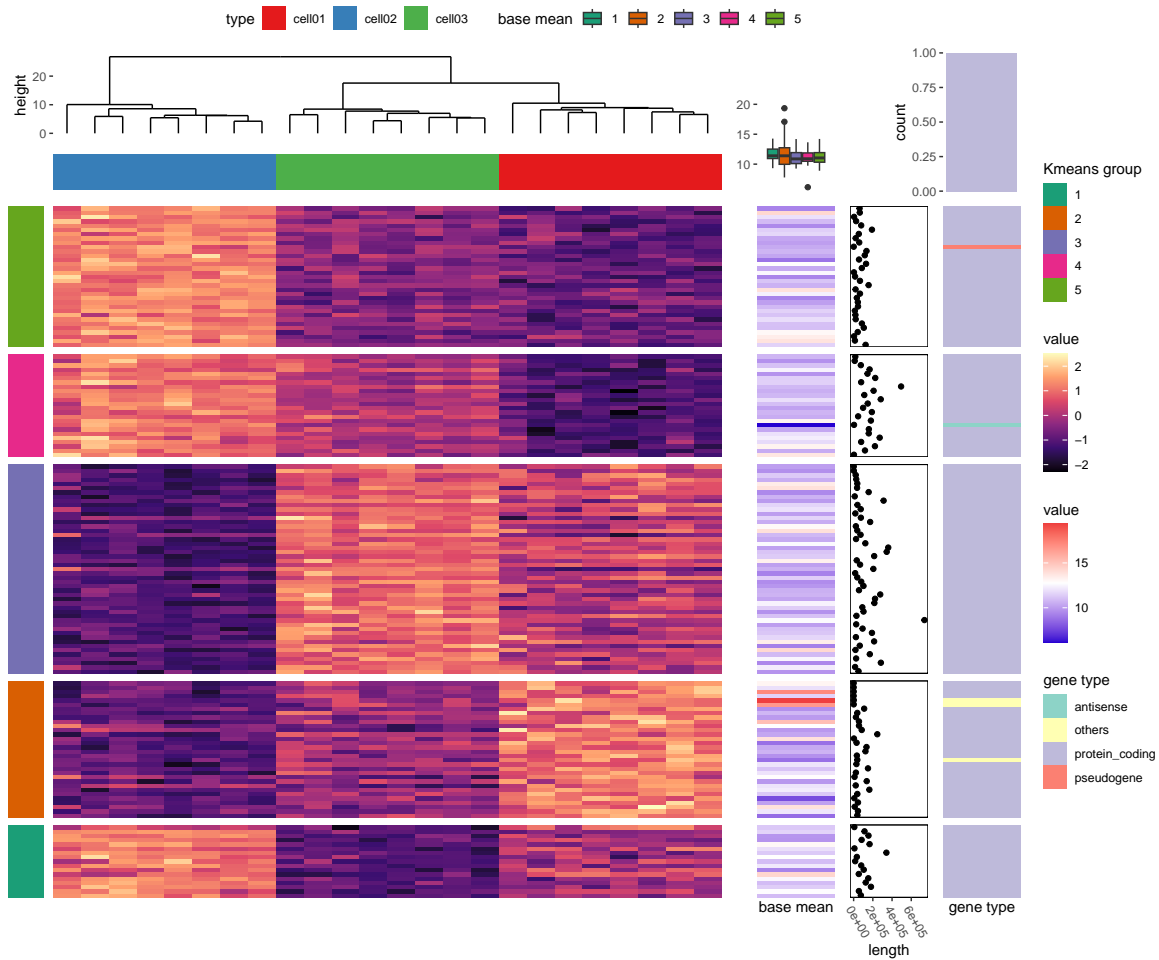 type cell01 cell02 cell03 base mean 1 2 3 4 5
height
20
10
0
20
15
10
count
1.00
0.75
0.50
0.25
0.00
Kmeans group
1
2
3
4
5
value
2
1
0
−1
−2
value
15
10
gene type
antisense
others
protein_coding
pseudogene
base mean
0e+00
2e+05
4e+05
6e+05
length
gene type